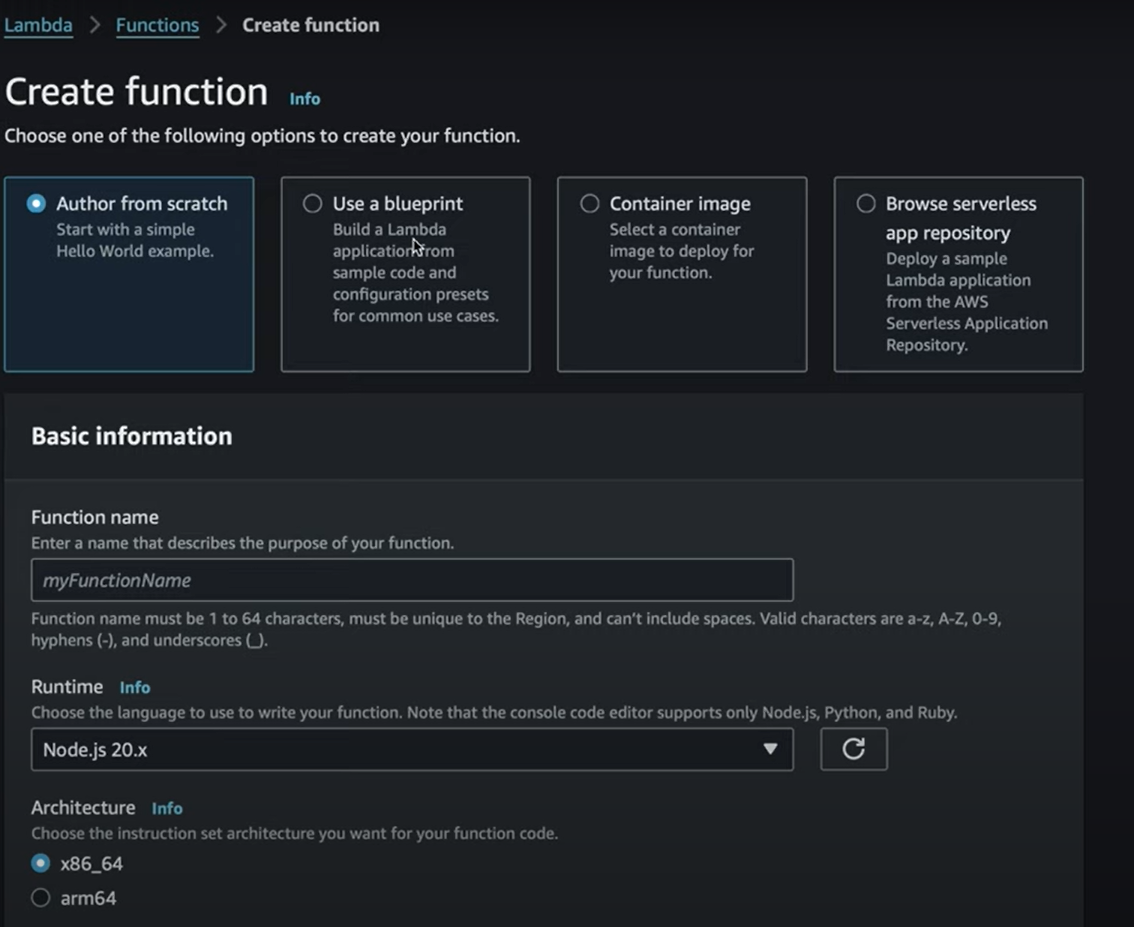 Lambda > Functions > Create function
Create function Info
Choose one of the following options to create your function.
Author from scratch
Start with a simple
Hello World example.
Use a blueprint
Build a Lambda
application from
sample code and
configuration presets
for common use cases.
Container image
Select a container
image to deploy for
your function.
Browse serverless
app repository
Deploy a sample
Lambda application
from the AWS
Serverless Application
Repository.
Basic information
Function name
Enter a name that describes the purpose of your function.
myFunctionName
Function name must be 1 to 64 characters, must be unique to the Region, and can't include spaces. Valid characters are a-z, A-Z, 0-9,
hyphens (-), and underscores (_).
Runtime Info
Choose the language to use to write your function. Note that the console code editor supports only Node.js, Python, and Ruby.
Node.js 20.x
Architecture Info
Choose the instruction set architecture you want for your function code.
x86_64
arm64